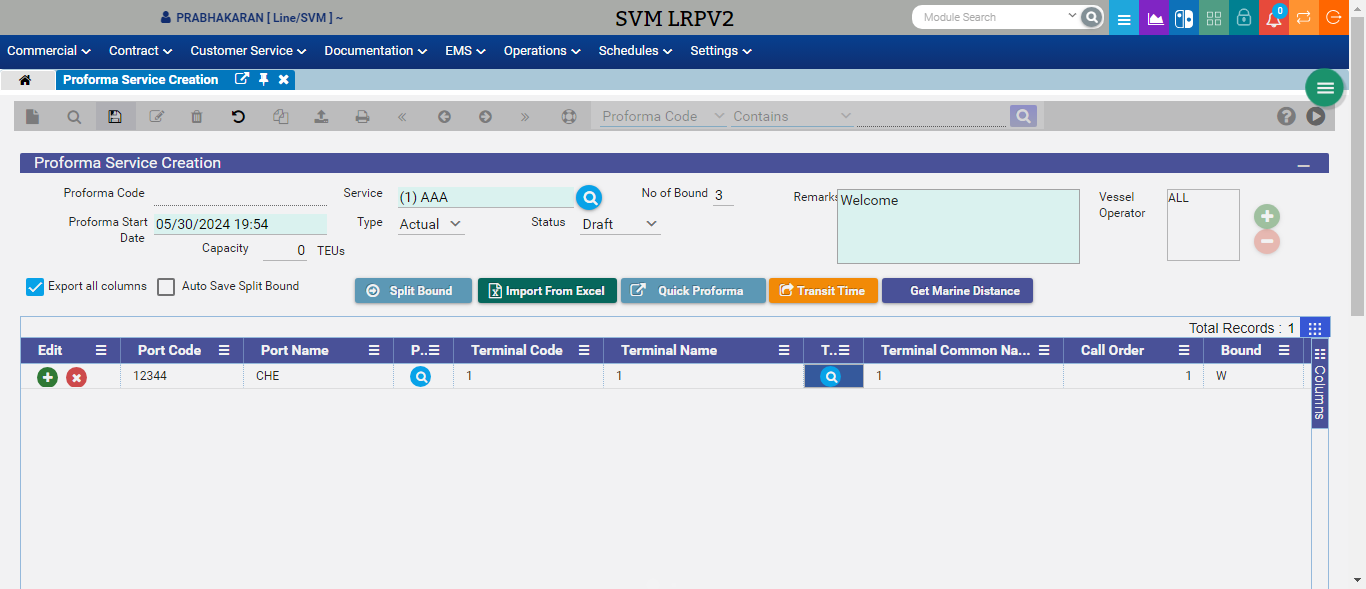 PRABHAKARAN [ Line/SVM ] ~
SVM LRPV2
Module Search
0
Commercial Contract Customer Service Documentation EMS Operations Schedules Settings
Proforma Service Creation
Proforma Code Contains
Proforma Service Creation
Proforma Code Service (1) AAA No of Bound 3 Remarks Welcome Vessel Operator ALL
Proforma Start Date 05/30/2024 19:54 Type Actual Status Draft
Capacity 0 TEUs
Export all columns Auto Save Split Bound Split Bound Import From Excel Quick Proforma Transit Time Get Marine Distance
Total Records : 1
Edit Port Code Port Name P.. Terminal Code Terminal Name T.. Terminal Common Na... Call Order Bound
12344 CHE 1 1 1 1 W
Columns